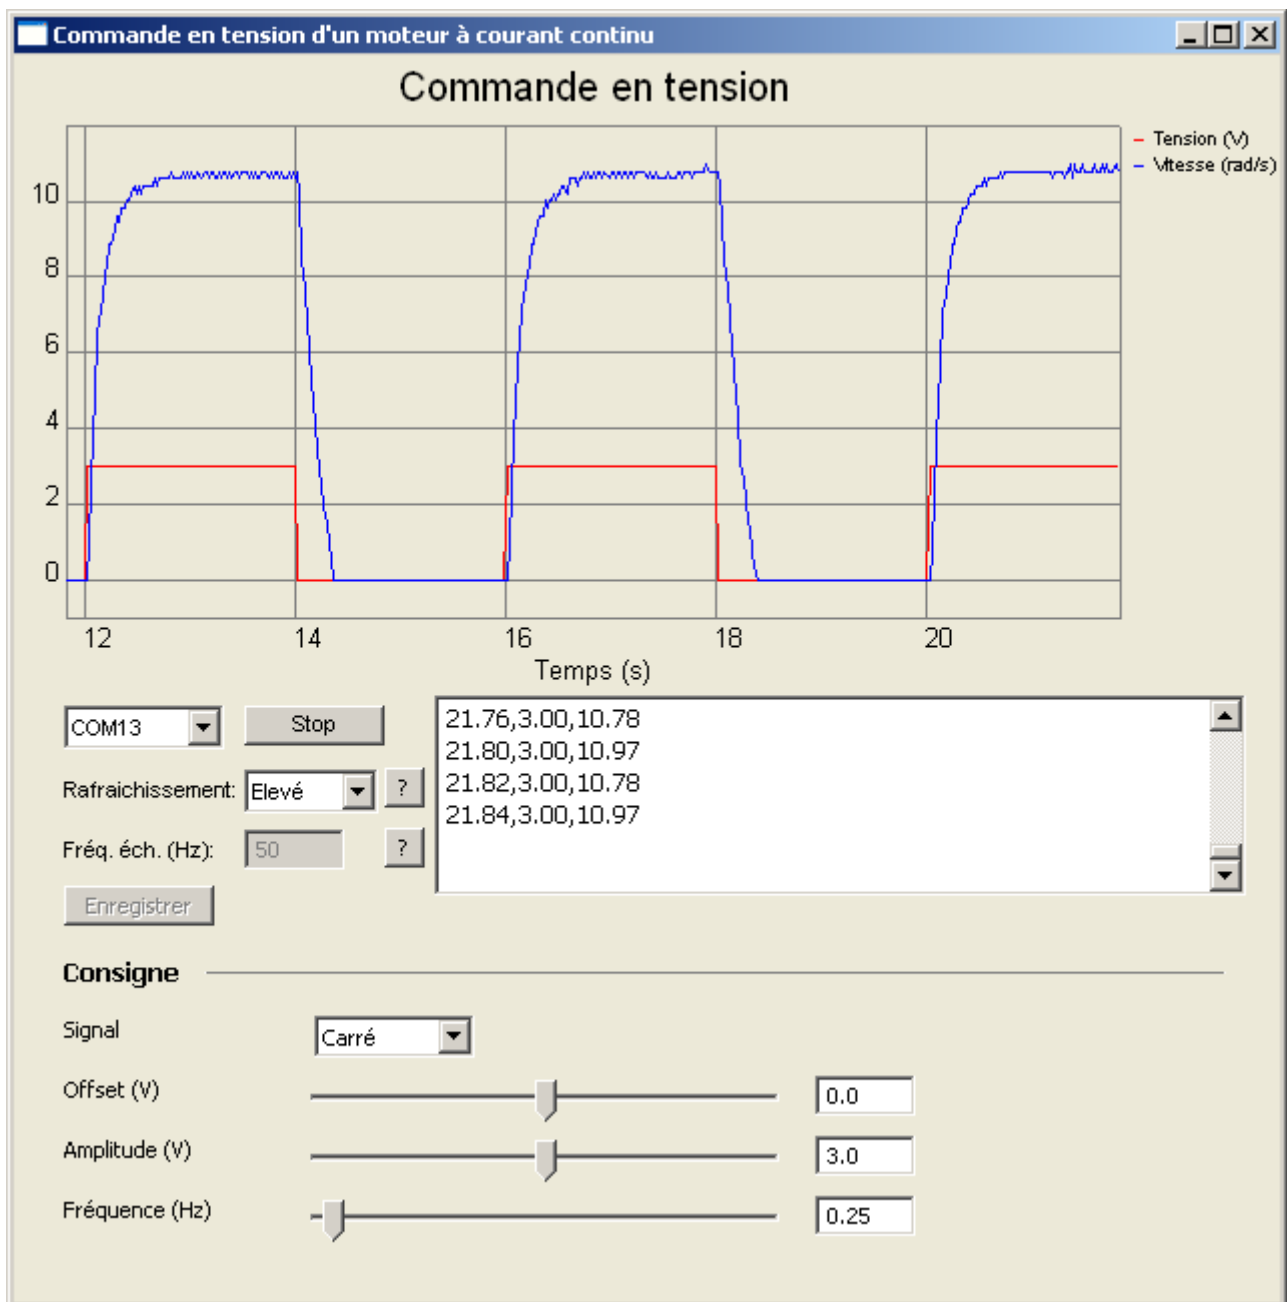 Commande en tension d'un moteur à courant continu
Commande en tension
Tension (V)
Vitesse (rad/s)
10
8
6
4
2
0
12 14 16 18 20
Temps (s)
COM13 Stop
Rafraichissement: Elevé ?
Fréq. éch. (Hz): 50 ?
Enregistrer
21.76,3.00,10.78
21.80,3.00,10.97
21.82,3.00,10.78
21.84,3.00,10.97
Consigne
Signal Carré
Offset (V) 0.0
Amplitude (V) 3.0
Fréquence (Hz) 0.25